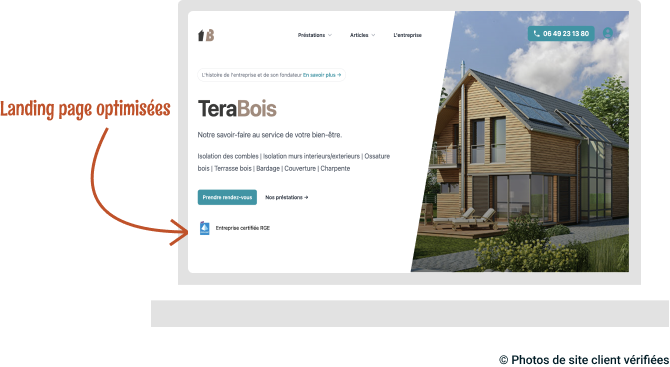 Préstations
Articles
L'entreprise
06 49 23 13 80
L'histoire de l'entreprise et de son fondateur En savoir plus →
Landing page optimisées
TeraBois
Notre savoir-faire au service de votre bien-être.
Isolation des combles | Isolation murs interieurs/exterieurs | Ossature
bois | Terrasse bois | Bardage | Couverture | Charpente
Prendre rendez-vous
Nos préstations →
Entreprise certifiée RGE
© Photos de site client vérifiées